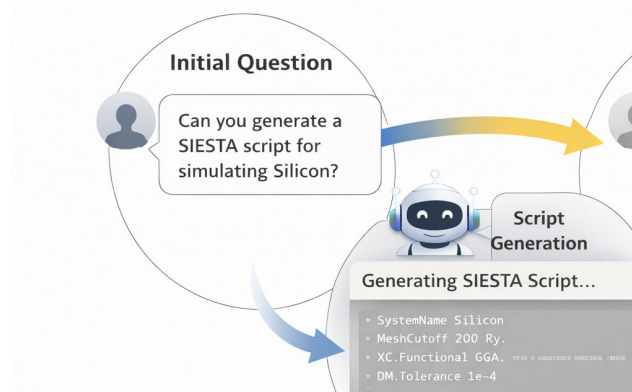 Initial Question
Can you generate a
SIESTA script for
simulating Silicon?
Script
Generation
Generating SIESTA Script...
* SystemName Silicon
* MeshCutoff 200 Ry.
* XC.Functional GGA.
* DM.Tolerance 1e-4